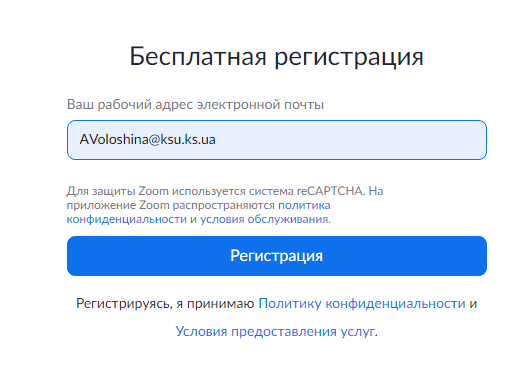 Бесплатная регистрация
Ваш рабочий адрес электронной почты
AVoloshina@ksu.ks.ua
Для защиты Zoom используется система reCAPTCHA. На
приложение Zoom распространяются политика
конфиденциальности и условия обслуживания.
Регистрация
Регистрируясь, я принимаю Политику конфиденциальности и
Условия предоставления услуг.